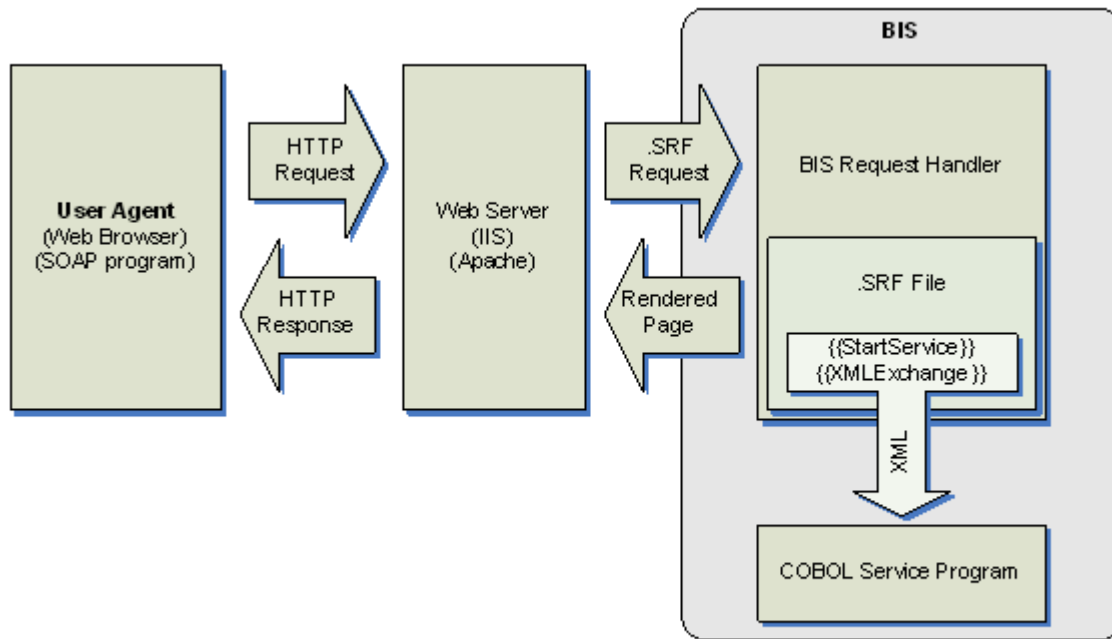 BIS
User Agent
(Web Browser)
(SOAP program)
HTTP
Request
HTTP
Response
Web Server
(IIS)
(Apache)
.SRF
Request
Rendered
Page
BIS Request Handler
.SRF File
{{StartService}}
{{XMLExchange }}
XML
COBOL Service Program